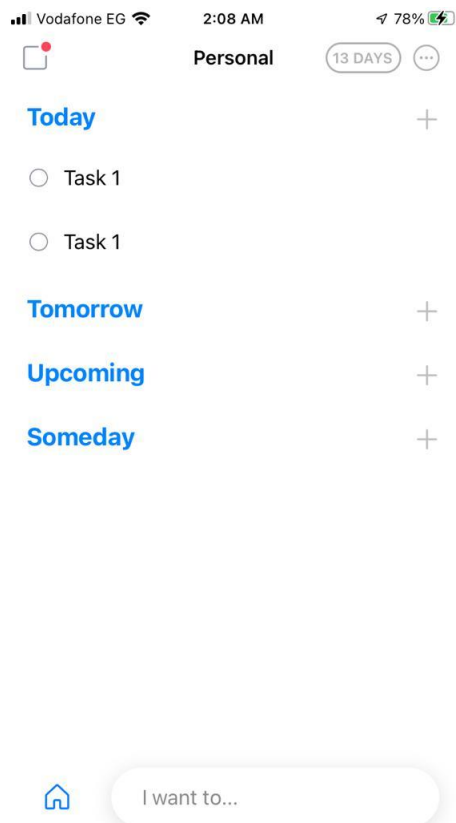 Vodafone EG 2:08 AM 78%
Personal 13 DAYS
Today
Task 1
Task 1
Tomorrow
Upcoming
Someday
I want to...